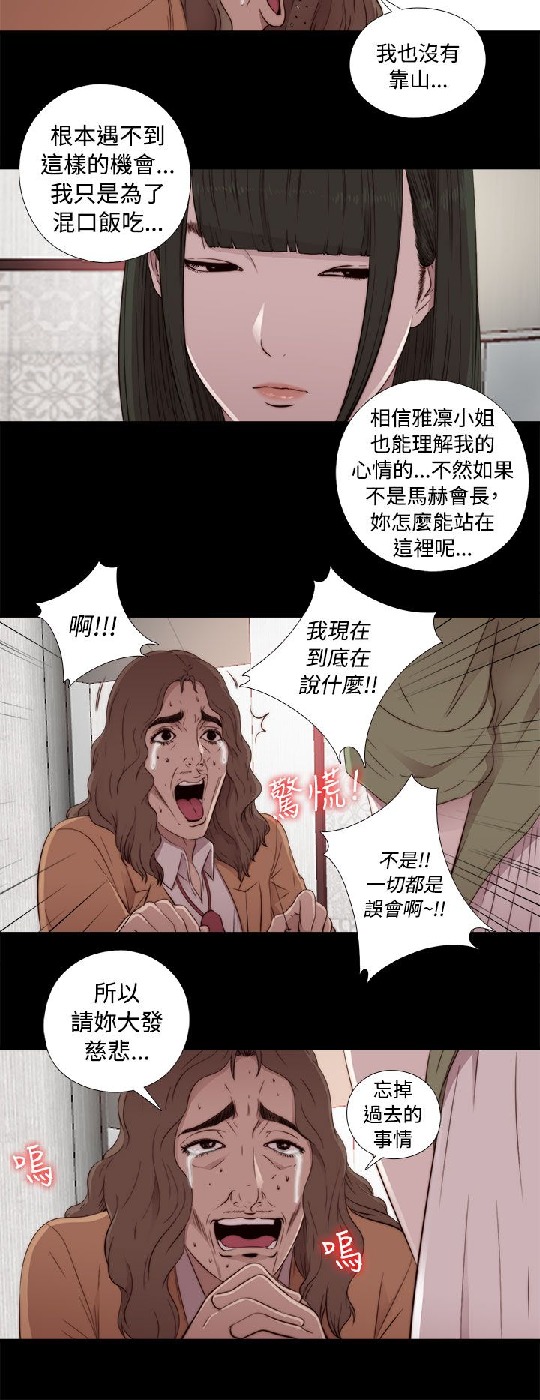 我也沒有
靠山...
根本遇不到
這樣的機會...
我只是為了
混口飯吃...
相信雅凜小姐
也能理解我的
心情的...不然如果
不是馬赫會長，
妳怎麼能站在
這裡呢...
啊!!!
我現在
到底在
說什麼!!
驚慌!
不是!!
一切都是
誤會啊~!!
所以
請妳大發
慈悲...
忘掉
過去的
事情
嗚
嗚